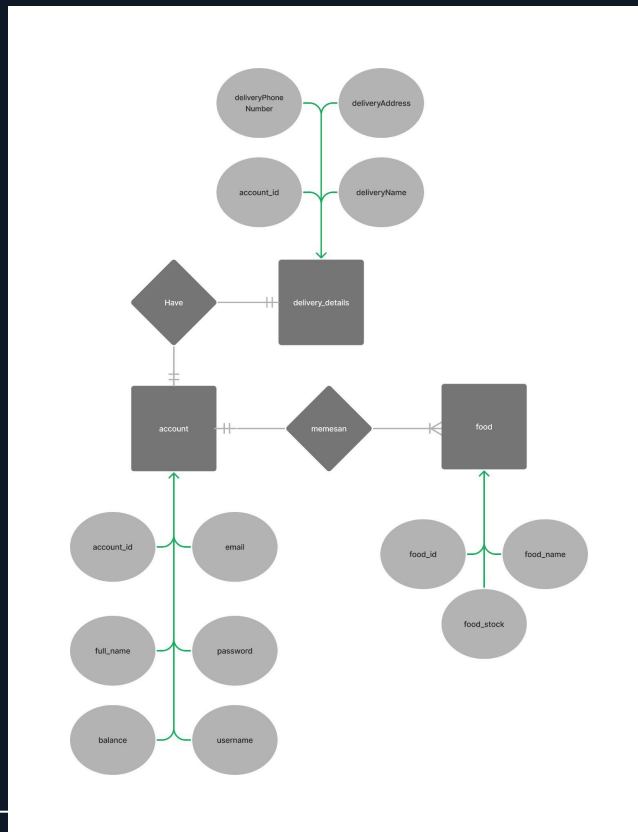 deliveryPhone
Number
deliveryAddress
account_id
deliveryName
Have
delivery_details
account
memesan
food
account_id
email
food_id
food_name
food_stock
full_name
password
balance
username